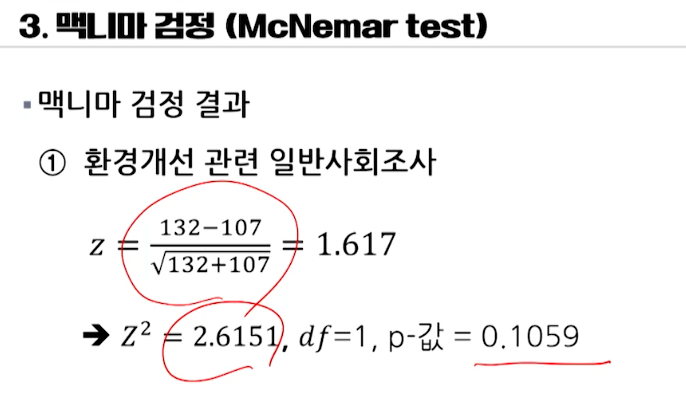 3. 맥니마 검정 (McNemar test)
▪맥니마 검정 결과
① 환경개선 관련 일반사회조사
z = \frac{132−107}{\sqrt{132+107}} = 1.617
➔ Z² = 2.6151, df=1, p-값 = 0.1059